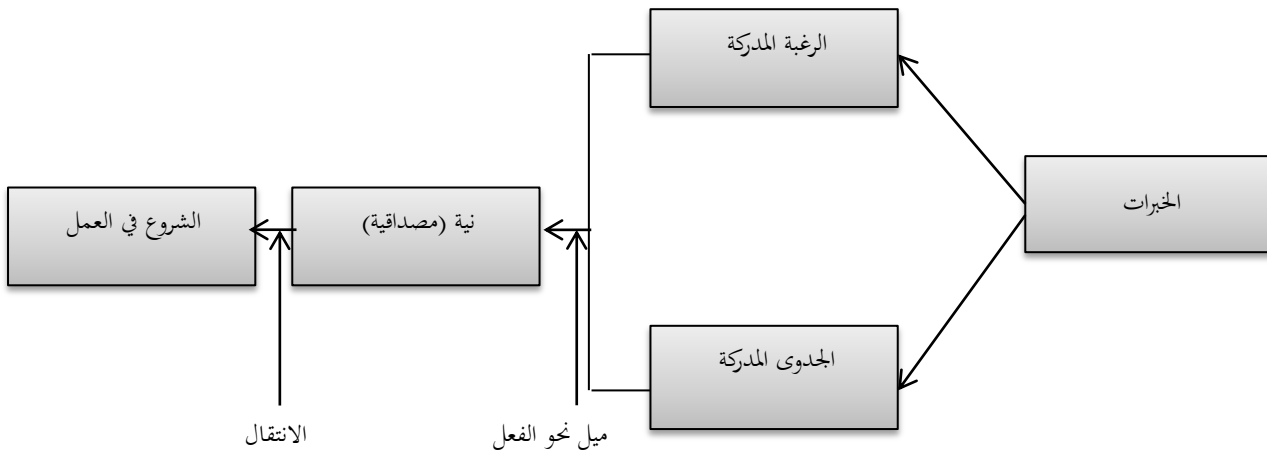 الرغبة المدركة
الخبرات
نية (مصداقية)
الشروع في العمل
الجدوى المدركة
ميل نحو الفعل
الانتقال